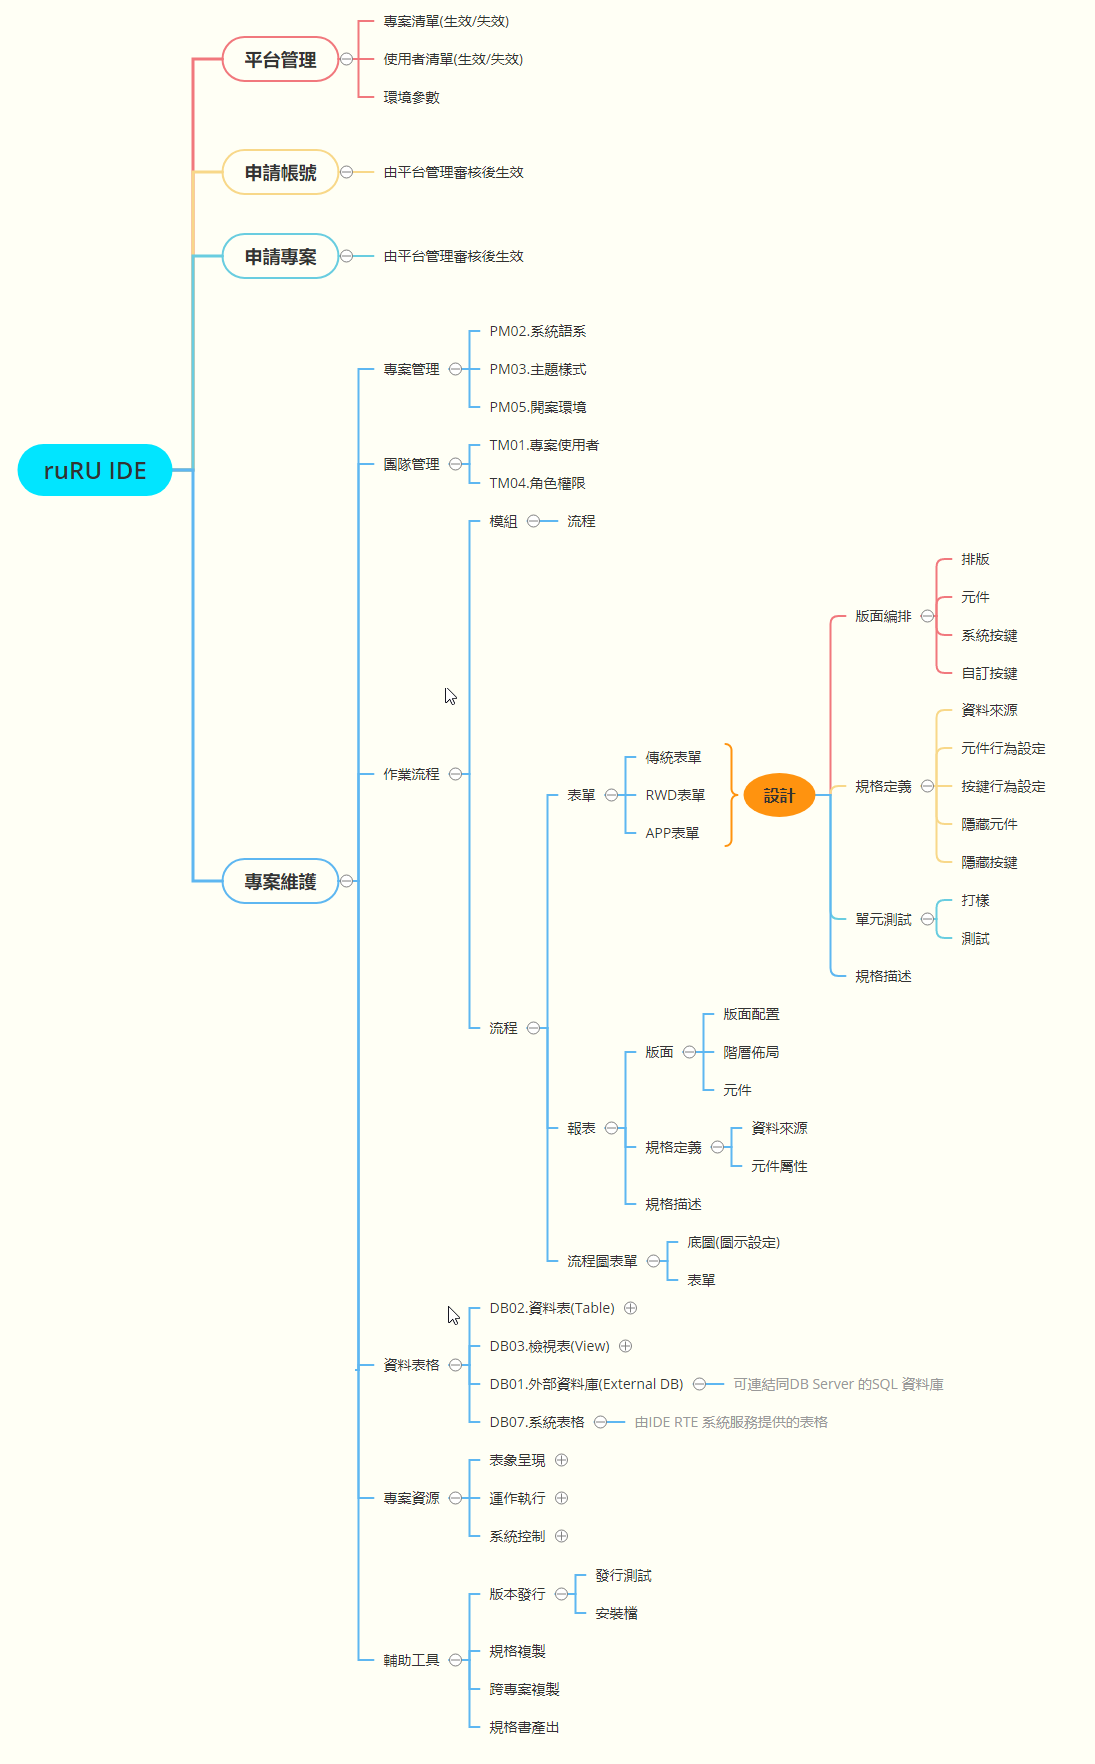 ruRU IDE
平台管理
專案清單(生效/失效)
使用者清單(生效/失效)
環境參數
申請帳號
由平台管理審核後生效
申請專案
由平台管理審核後生效
專案維護
專案管理
PM02.系統語系
PM03.主題樣式
PM05.開案環境
團隊管理
TM01.專案使用者
TM04.角色權限
作業流程
模組
流程
流程
表單
傳統表單
RWD表單
APP表單
設計
版面編排
排版
元件
系統按鍵
自訂按鍵
規格定義
資料來源
元件行為設定
按鍵行為設定
隱藏元件
隱藏按鍵
單元測試
打樣
測試
規格描述
報表
版面
版面配置
階層佈局
元件
規格定義
資料來源
元件屬性
規格描述
流程圖表單
底圖(圖示設定)
表單
資料表格
DB02.資料表(Table)
DB03.檢視表(View)
DB01.外部資料庫(External DB)
可連結同DB Server 的SQL 資料庫
DB07.系統表格
由IDE RTE 系統服務提供的表格
專案資源
表象呈現
運作執行
系統控制
輔助工具
版本發行
發行測試
安裝檔
規格複製
跨專案複製
規格書產出